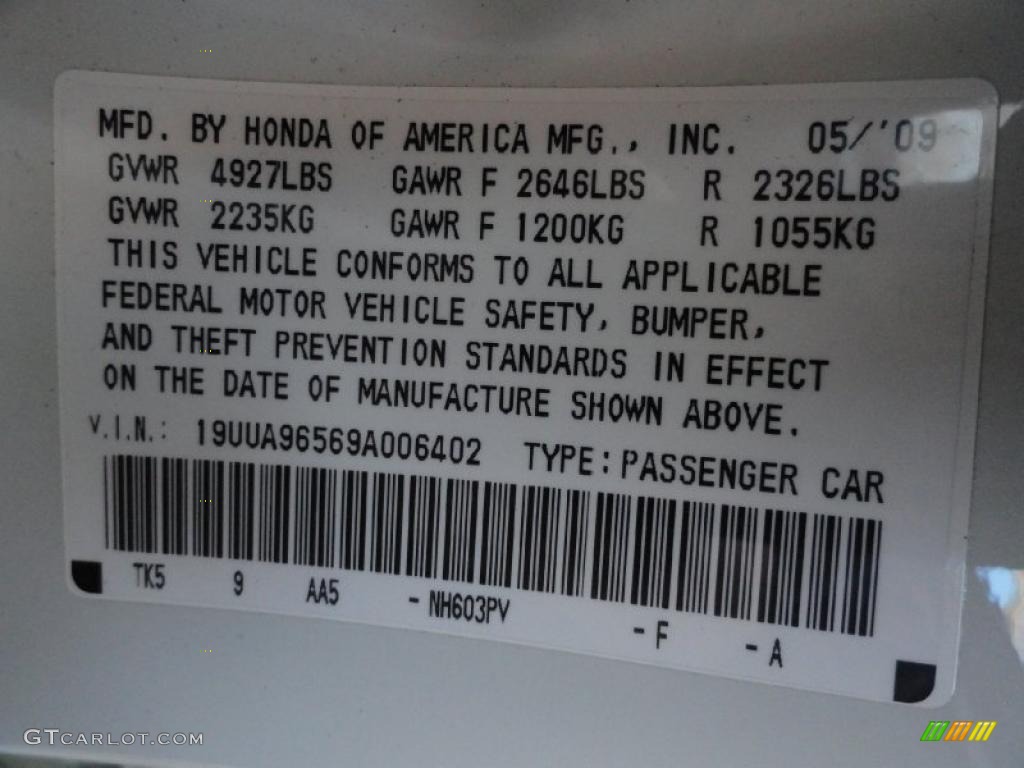 MFD. BY HONDA OF AMERICA MFG., INC. 05/'09
GVWR 4927LBS GAWR F 2646LBS R 2326LBS
GVWR 2235KG GAWR F 1200KG R 1055KG
THIS VEHICLE CONFORMS TO ALL APPLICABLE
FEDERAL MOTOR VEHICLE SAFETY, BUMPER,
AND THEFT PREVENTION STANDARDS IN EFFECT
ON THE DATE OF MANUFACTURE SHOWN ABOVE.
V.I.N.: 19UUA96569A006402 TYPE:PASSENGER CAR
TK5 9 AA5 -NH603PV -F -A
GTCARLOT.COM